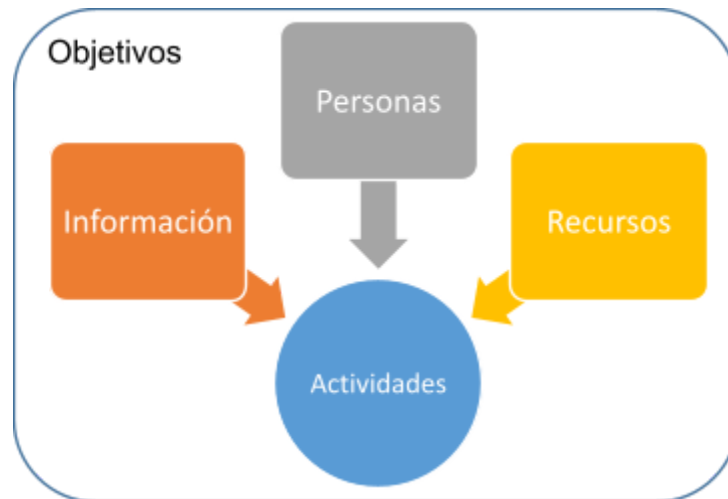 Objetivos
Personas
Información
Recursos
Actividades